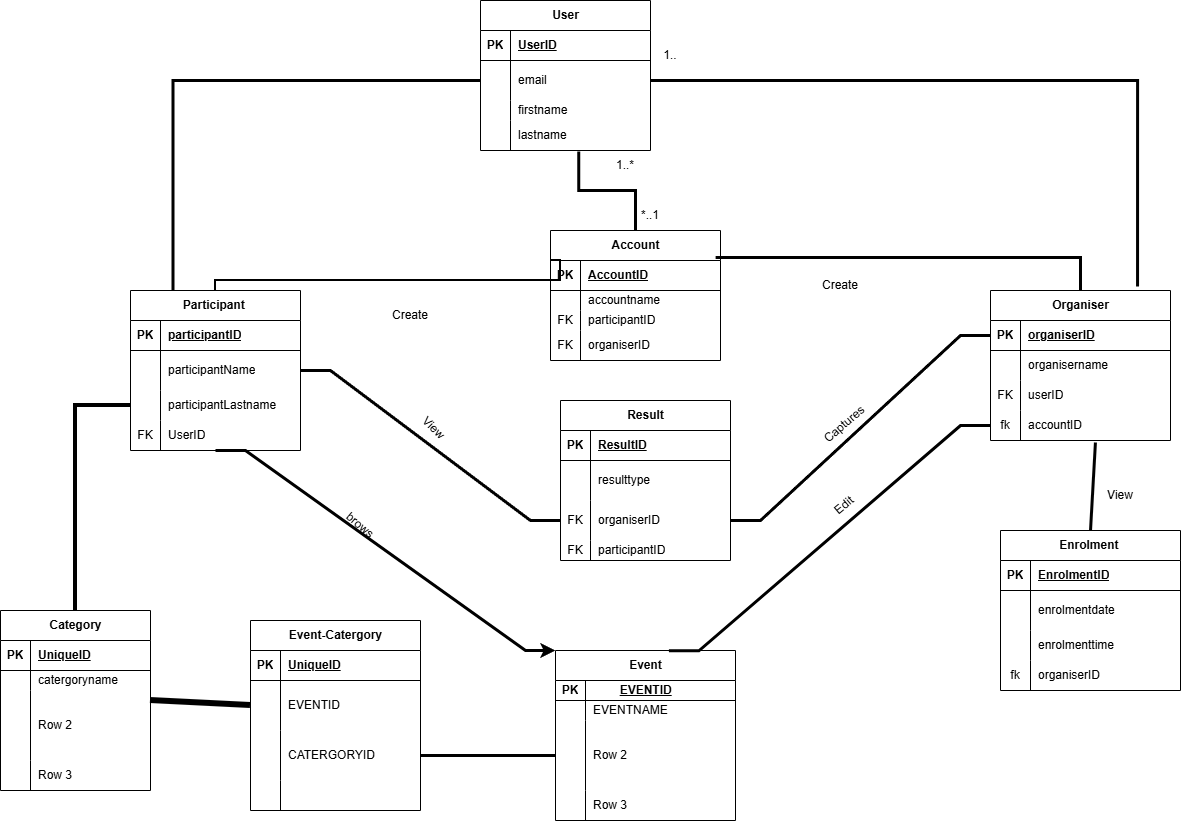 User
PK UserID
email
firstname
lastname
1..
1..*
*..1
Account
PK AccountID
accountname
FK participantID
FK organiserID
Create
Create
Participant
PK participantID
participantName
participantLastname
FK UserID
Organiser
PK organiserID
organisername
FK userID
fk accountID
View
Captures
Result
PK ResultID
resulttype
FK organiserID
FK participantID
brows
Edit
View
Enrolment
PK EnrolmentID
enrolmentdate
enrolmenttime
fk organiserID
Category
PK UniqueID
catergoryname
Row 2
Row 3
Event-Catergory
PK UniqueID
EVENTID
CATERGORYID
Event
PK EVENTID
EVENTNAME
Row 2
Row 3